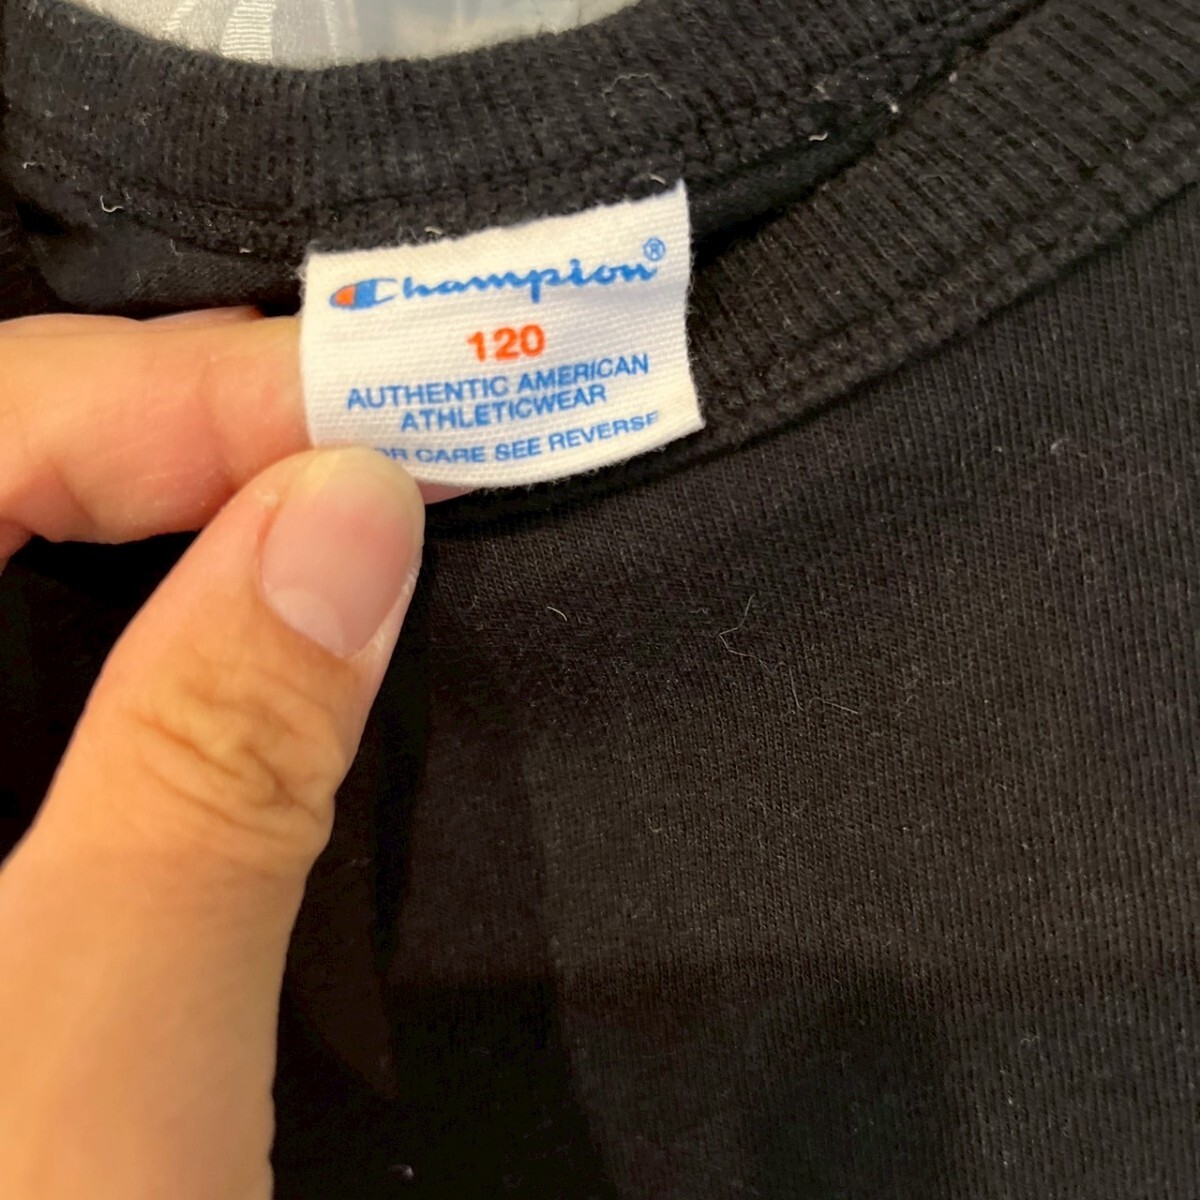 Champion®
120
AUTHENTIC AMERICAN
ATHLETICWEAR
CARE SEE REVERSE